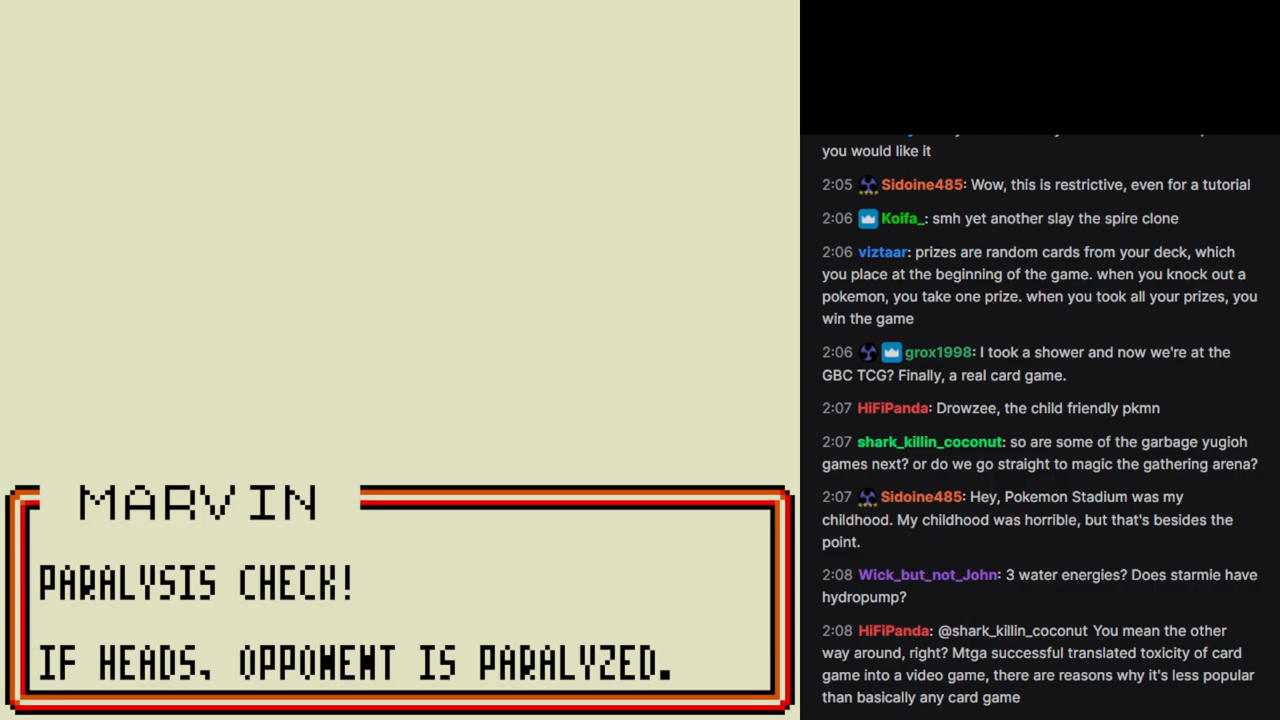 MARVIN
PARALYSIS CHECK!
IF HEADS, OPPONENT IS PARALYZED.
you would like it
2:05 Sidoine485: Wow, this is restrictive, even for a tutorial
2:06 Koifa_: smh yet another slay the spire clone
2:06 viztaar: prizes are random cards from your deck, which
you place at the beginning of the game. when you knock out a
pokemon, you take one prize. when you took all your prizes, you
win the game
2:06 grox1998: I took a shower and now we're at the
GBC TCG? Finally, a real card game.
2:07 HiFiPanda: Drowzee, the child friendly pkmn
2:07 shark_killin_coconut: so are some of the garbage yugioh
games next? or do we go straight to magic the gathering arena?
2:07 Sidoine485: Hey, Pokemon Stadium was my
childhood. My childhood was horrible, but that's besides the
point.
2:08 Wick_but_not_John: 3 water energies? Does starmie have
hydropump?
2:08 HiFiPanda: @shark_killin_coconut You mean the other
way around, right? Mtga successful translated toxicity of card
game into a video game, there are reasons why it's less popular
than basically any card game